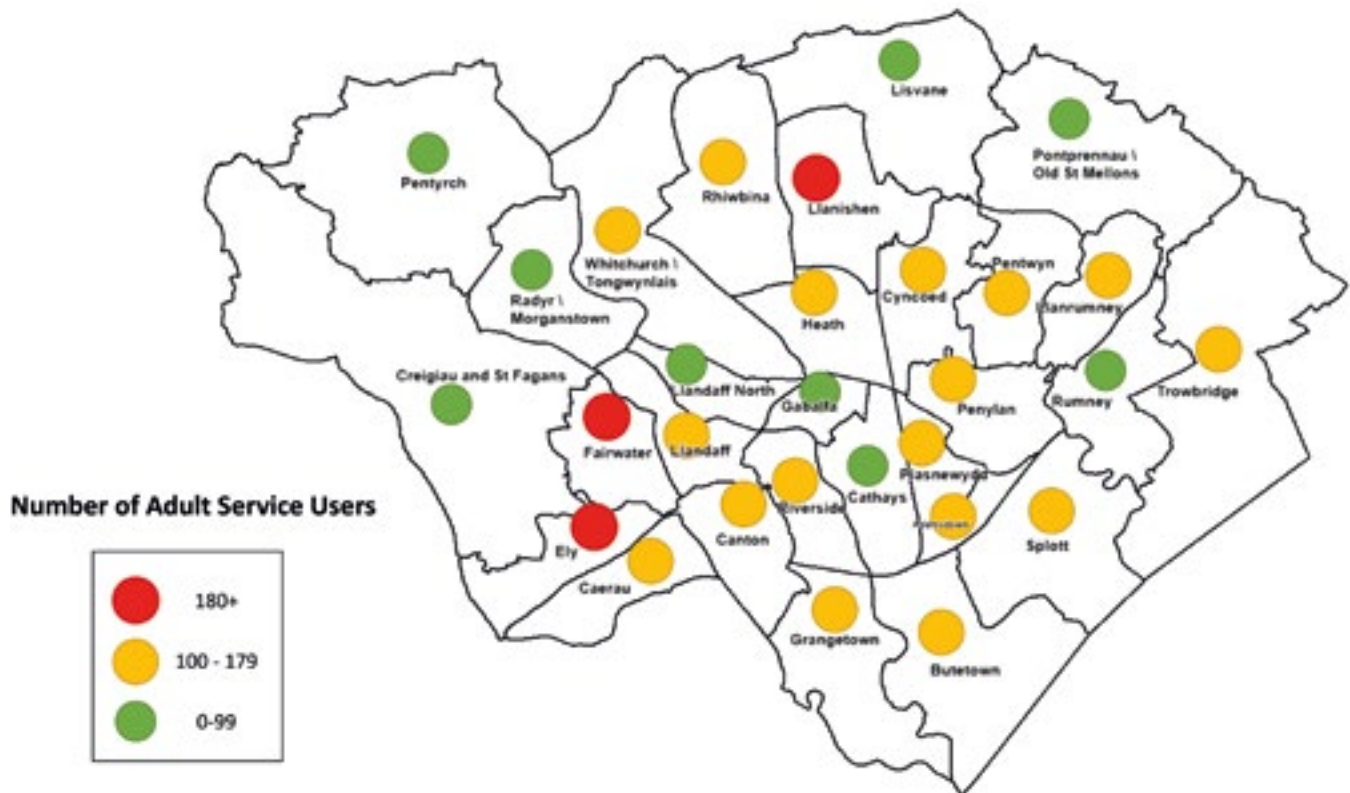 Lisvane
Pontprennau \
Old St Mellons
Pentyrch
Rhiwbina
Llanishen
Whitchurch \
Tongwynlais
Pentwyn
Radyr \
Morganstown
Cyncoed
Llanrumney
Heath
Creigiau and St Fagans
Llandaff North
Gabalfa
Penylan
Rumney
Trowbridge
Fairwater
Llandaff
Plasnewydd
Cathays
Riverside
Number of Adult Service Users
Canton
Splott
Ely
Caerau
180+
Grangetown
100 - 179
Butetown
0-99